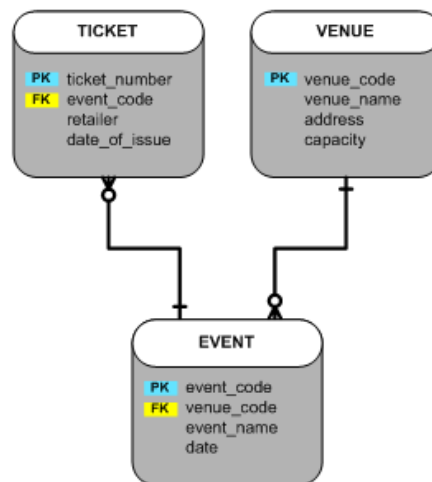 TICKET
PK ticket_number
FK event_code
retailer
date_of_issue
VENUE
PK venue_code
venue_name
address
capacity
EVENT
PK event_code
FK venue_code
event_name
date